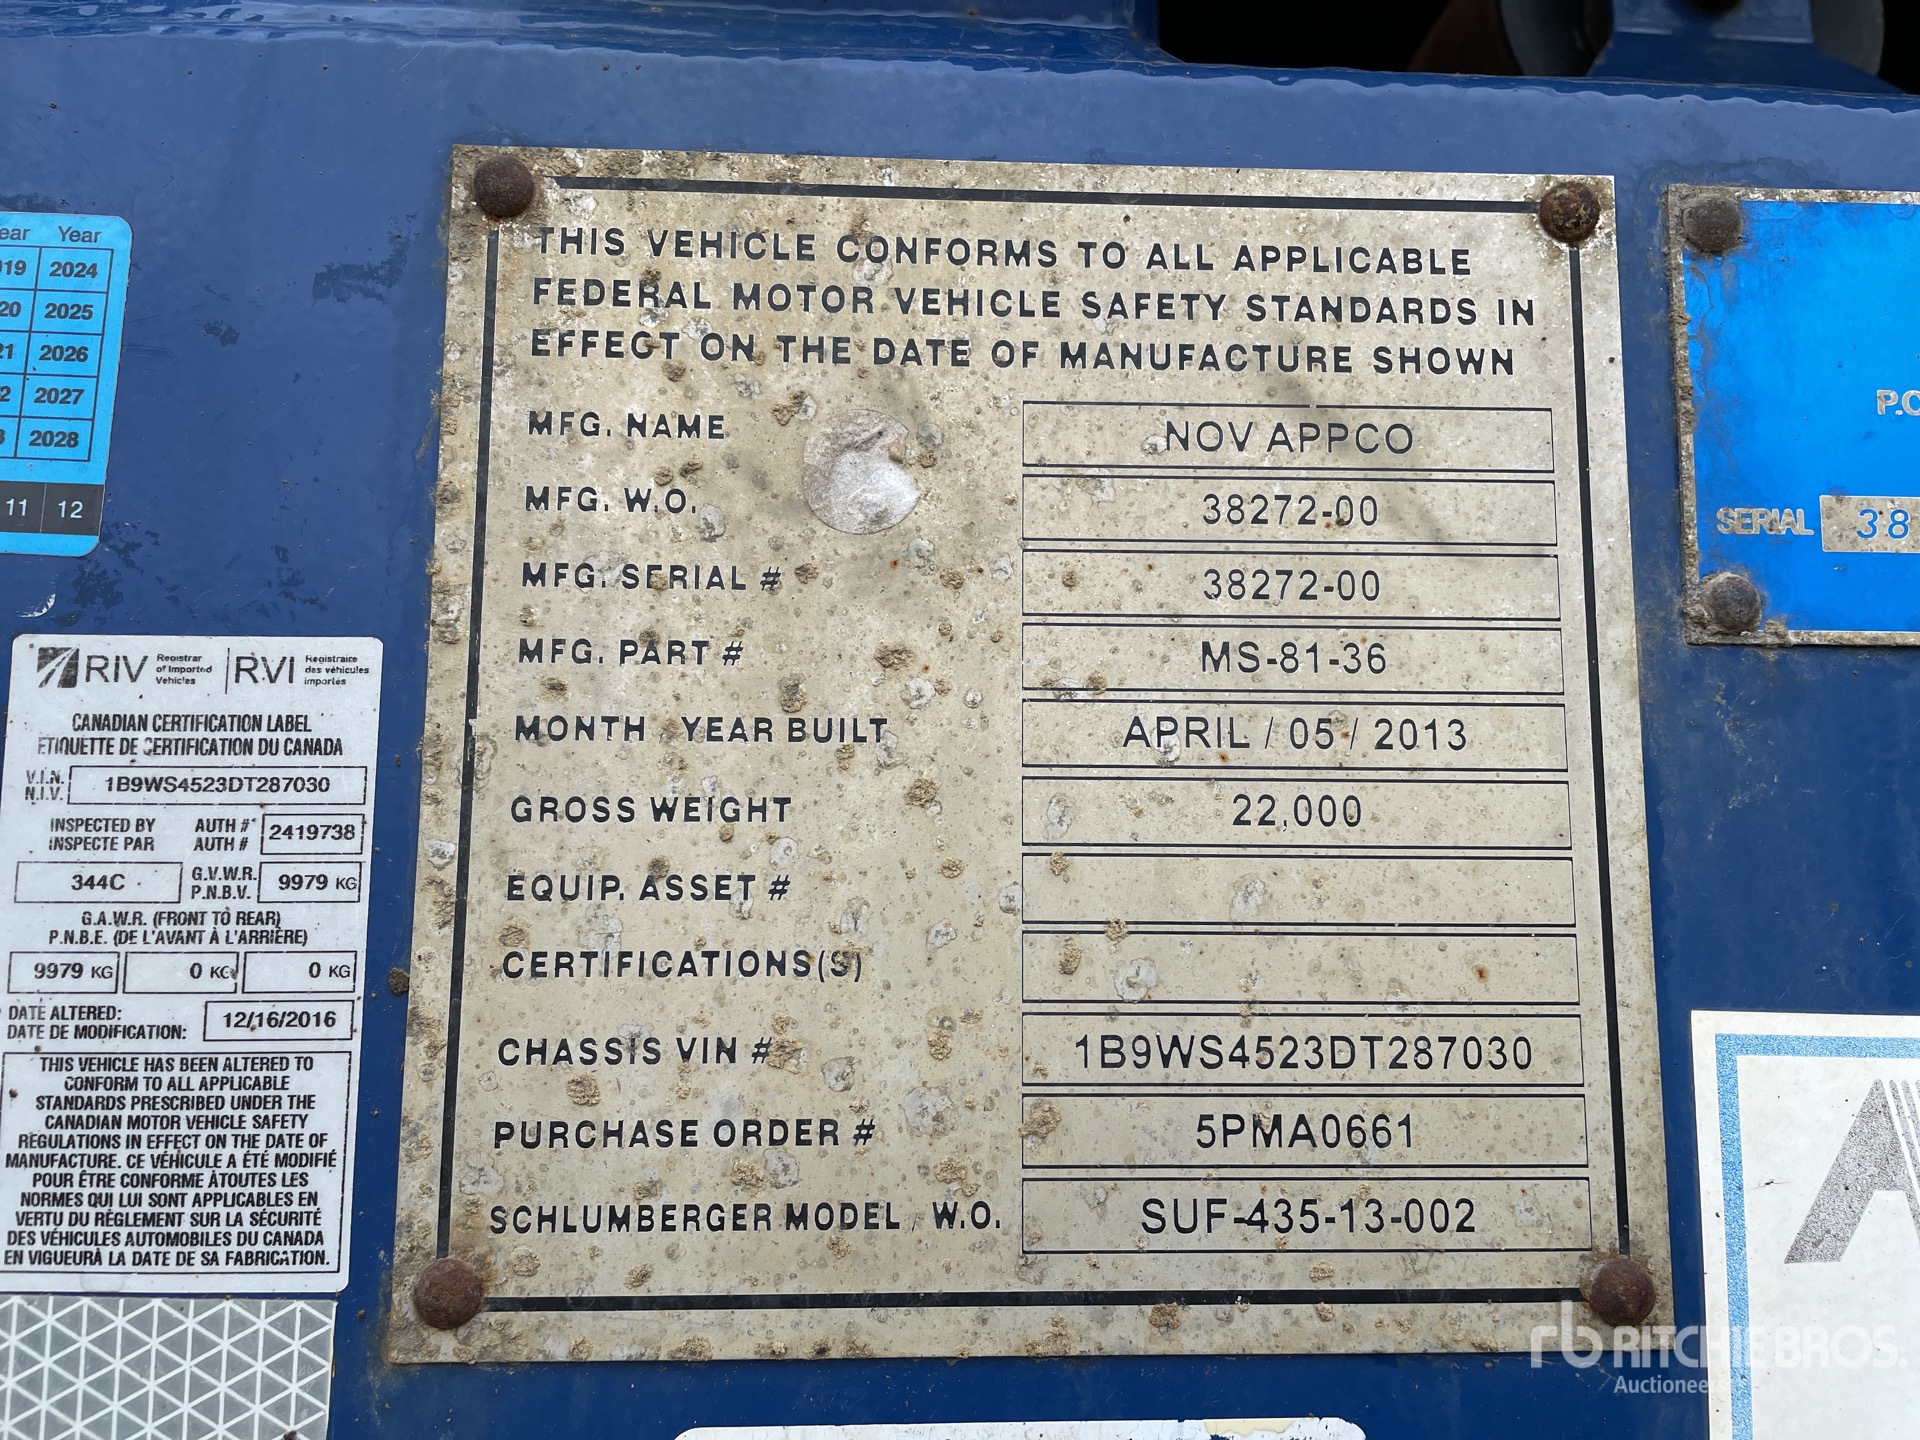 THIS VEHICLE CONFORMS TO ALL APPLICABLE
FEDERAL MOTOR VEHICLE SAFETY STANDARDS IN
EFFECT ON THE DATE OF MANUFACTURE SHOWN
MFG. NAME NOV APPCO
MFG. W.O. 38272-00
MFG. SERIAL # 38272-00
MFG. PART # MS-81-36
MONTH YEAR BUILT APRIL / 05 / 2013
GROSS WEIGHT 22,000
EQUIP. ASSET #
CERTIFICATIONS(S)
CHASSIS VIN # 1B9WS4523DT287030
PURCHASE ORDER # 5PMA0661
SCHLUMBERGER MODEL / W.O. SUF-435-13-002
Year Year
2024
2025
2026
2027
2028
11 12
RIV Registrar of Imported Vehicles RVI Registraire des véhicules importés
CANADIAN CERTIFICATION LABEL
ETIQUETTE DE CERTIFICATION DU CANADA
V.I.N. N.I.V. 1B9WS4523DT287030
INSPECTED BY AUTH # 2419738
INSPECTE PAR AUTH #
344C G.V.W.R. P.N.B.V. 9979 KG
G.A.W.R. (FRONT TO REAR)
P.N.B.E. (DE L'AVANT À L'ARRIÈRE)
9979 KG 0 KG 0 KG
DATE ALTERED:
DATE DE MODIFICATION: 12/16/2016
THIS VEHICLE HAS BEEN ALTERED TO
CONFORM TO ALL APPLICABLE
STANDARDS PRESCRIBED UNDER THE
CANADIAN MOTOR VEHICLE SAFETY
REGULATIONS IN EFFECT ON THE DATE OF
MANUFACTURE. CE VÉHICULE A ÉTÉ MODIFIÉ
POUR ÊTRE CONFORME ÀTOUTES LES
NORMES QUI LUI SONT APPLICABLES EN
VERTU DU RÈGLEMENT SUR LA SÉCURITÉ
DES VÉHICULES AUTOMOBILES DU CANADA
EN VIGUEURÀ LA DATE DE SA FABRICATION.
P.O
SERIAL 38
rb RITCHIE BROS.
Auctioneers